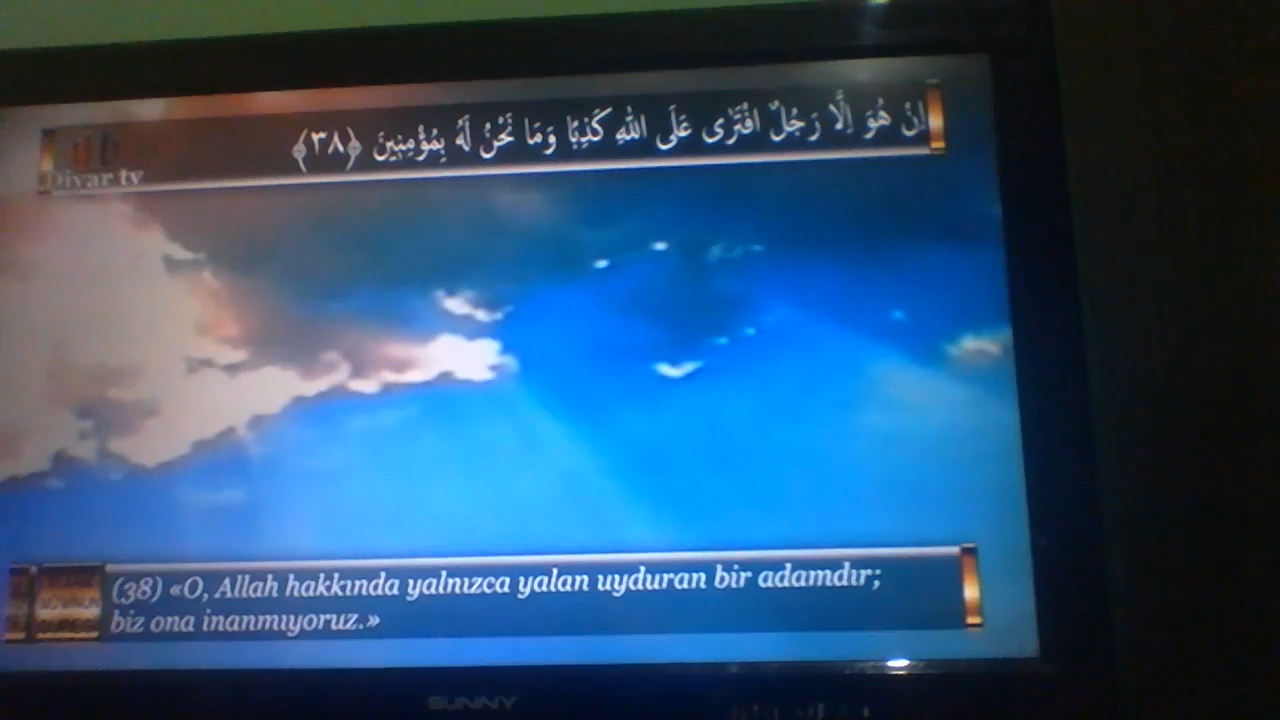 اِنْ هُوَ اِلَّا رَجُلٌ افْتَرٰى عَلَى اللّٰهِ كَذِبًا وَمَا نَحْنُ لَهُ بِمُؤْمِنٖينَ ﴿٣٨﴾
Diyar tv
(38) «O, Allah hakkında yalnızca yalan uyduran bir adamdır;
biz ona inanmıyoruz.»
SUNNY